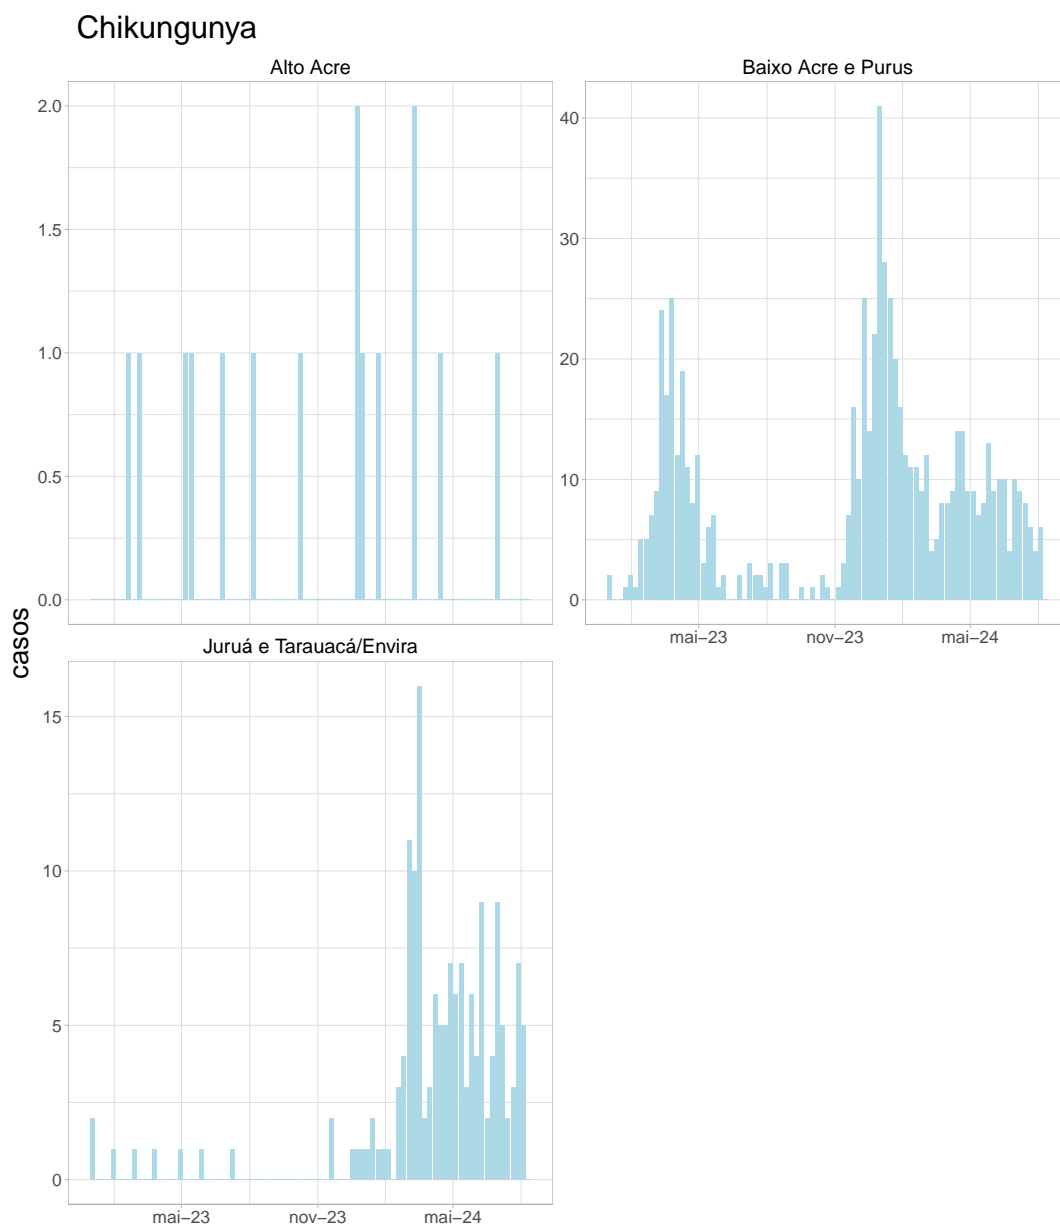 Chikungunya
Alto Acre
Baixo Acre e Purus
2.0
1.5
1.0
0.5
0.0
40
30
20
10
0
mai−23
nov−23
mai−24
casos
Juruá e Tarauacá/Envira
15
10
5
0
mai−23
nov−23
mai−24